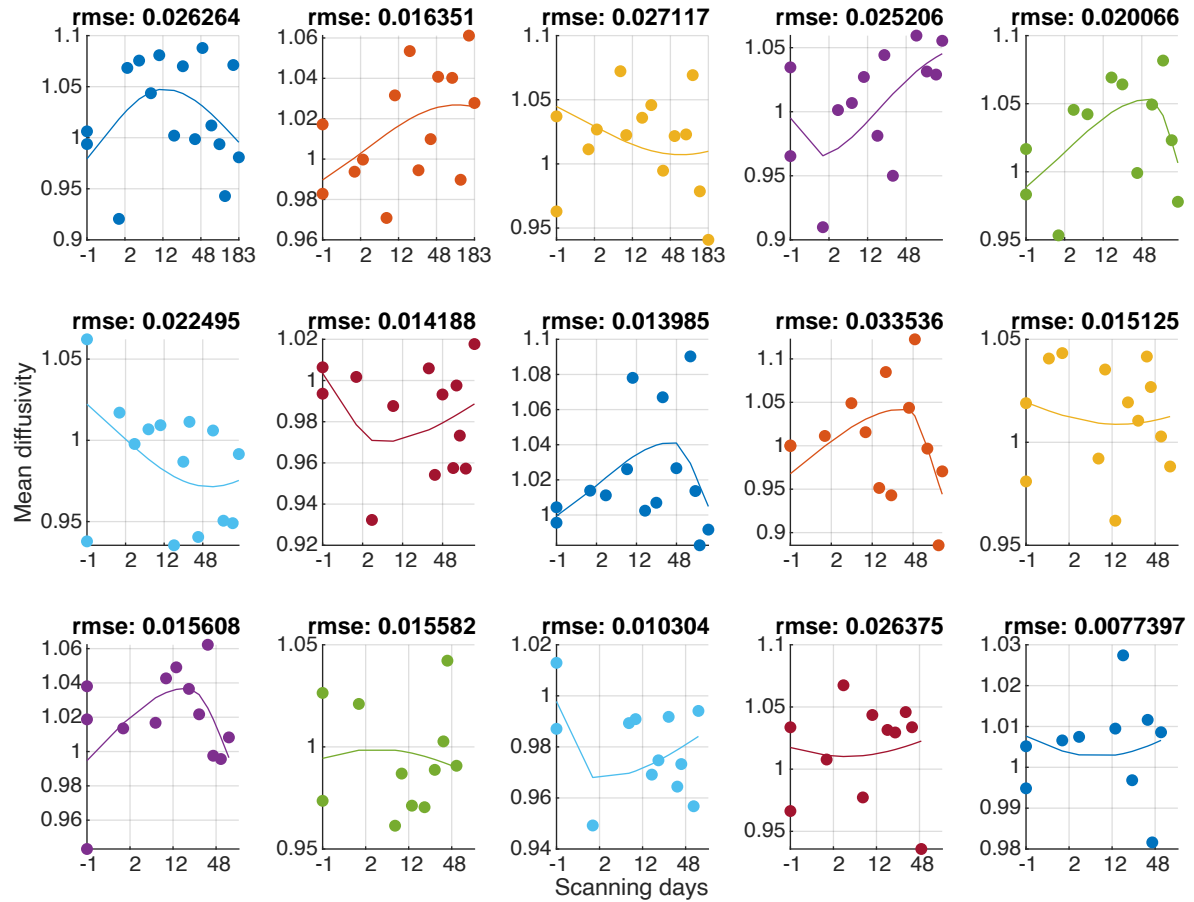 rmse: 0.026264 rmse: 0.016351 rmse: 0.027117 rmse: 0.025206 rmse: 0.020066
1.1 1.05 1 0.95 0.9
-1 2 12 48 183
1.06 1.04 1.02 1 0.98 0.96
-1 2 12 48 183
1.1 1.05 1 0.95
-1 2 12 48 183
1.05 1 0.95 0.9
-1 2 12 48
1.1 1.05 1 0.95
-1 2 12 48
rmse: 0.022495 rmse: 0.014188 rmse: 0.013985 rmse: 0.033536 rmse: 0.015125
Mean diffusivity
1.05 1 0.95
-1 2 12 48
1.02 1 0.98 0.96 0.94 0.92
-1 2 12 48
1.1 1.08 1.06 1.04 1.02 1
-1 2 12 48
1.1 1.05 1 0.95 0.9
-1 2 12 48
1.05 1 0.95
-1 2 12 48
rmse: 0.015608 rmse: 0.015582 rmse: 0.010304 rmse: 0.026375 rmse: 0.0077397
1.06 1.04 1.02 1 0.98 0.96
-1 2 12 48
1.05 1 0.95
-1 2 12 48
1.02 1 0.98 0.96 0.94
-1 2 12 48
1.1 1.05 1 0.95
-1 2 12 48
1.03 1.02 1.01 1 0.99 0.98
-1 2 12 48
Scanning days